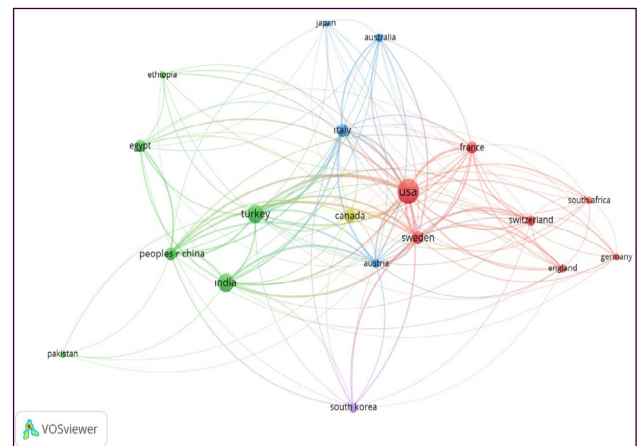 japan
australia
ethiopia
italy
egypt
france
usa
south africa
turkey
canada
switzerland
sweden
peoples r china
germany
austria
england
india
pakistan
south korea
VOSviewer